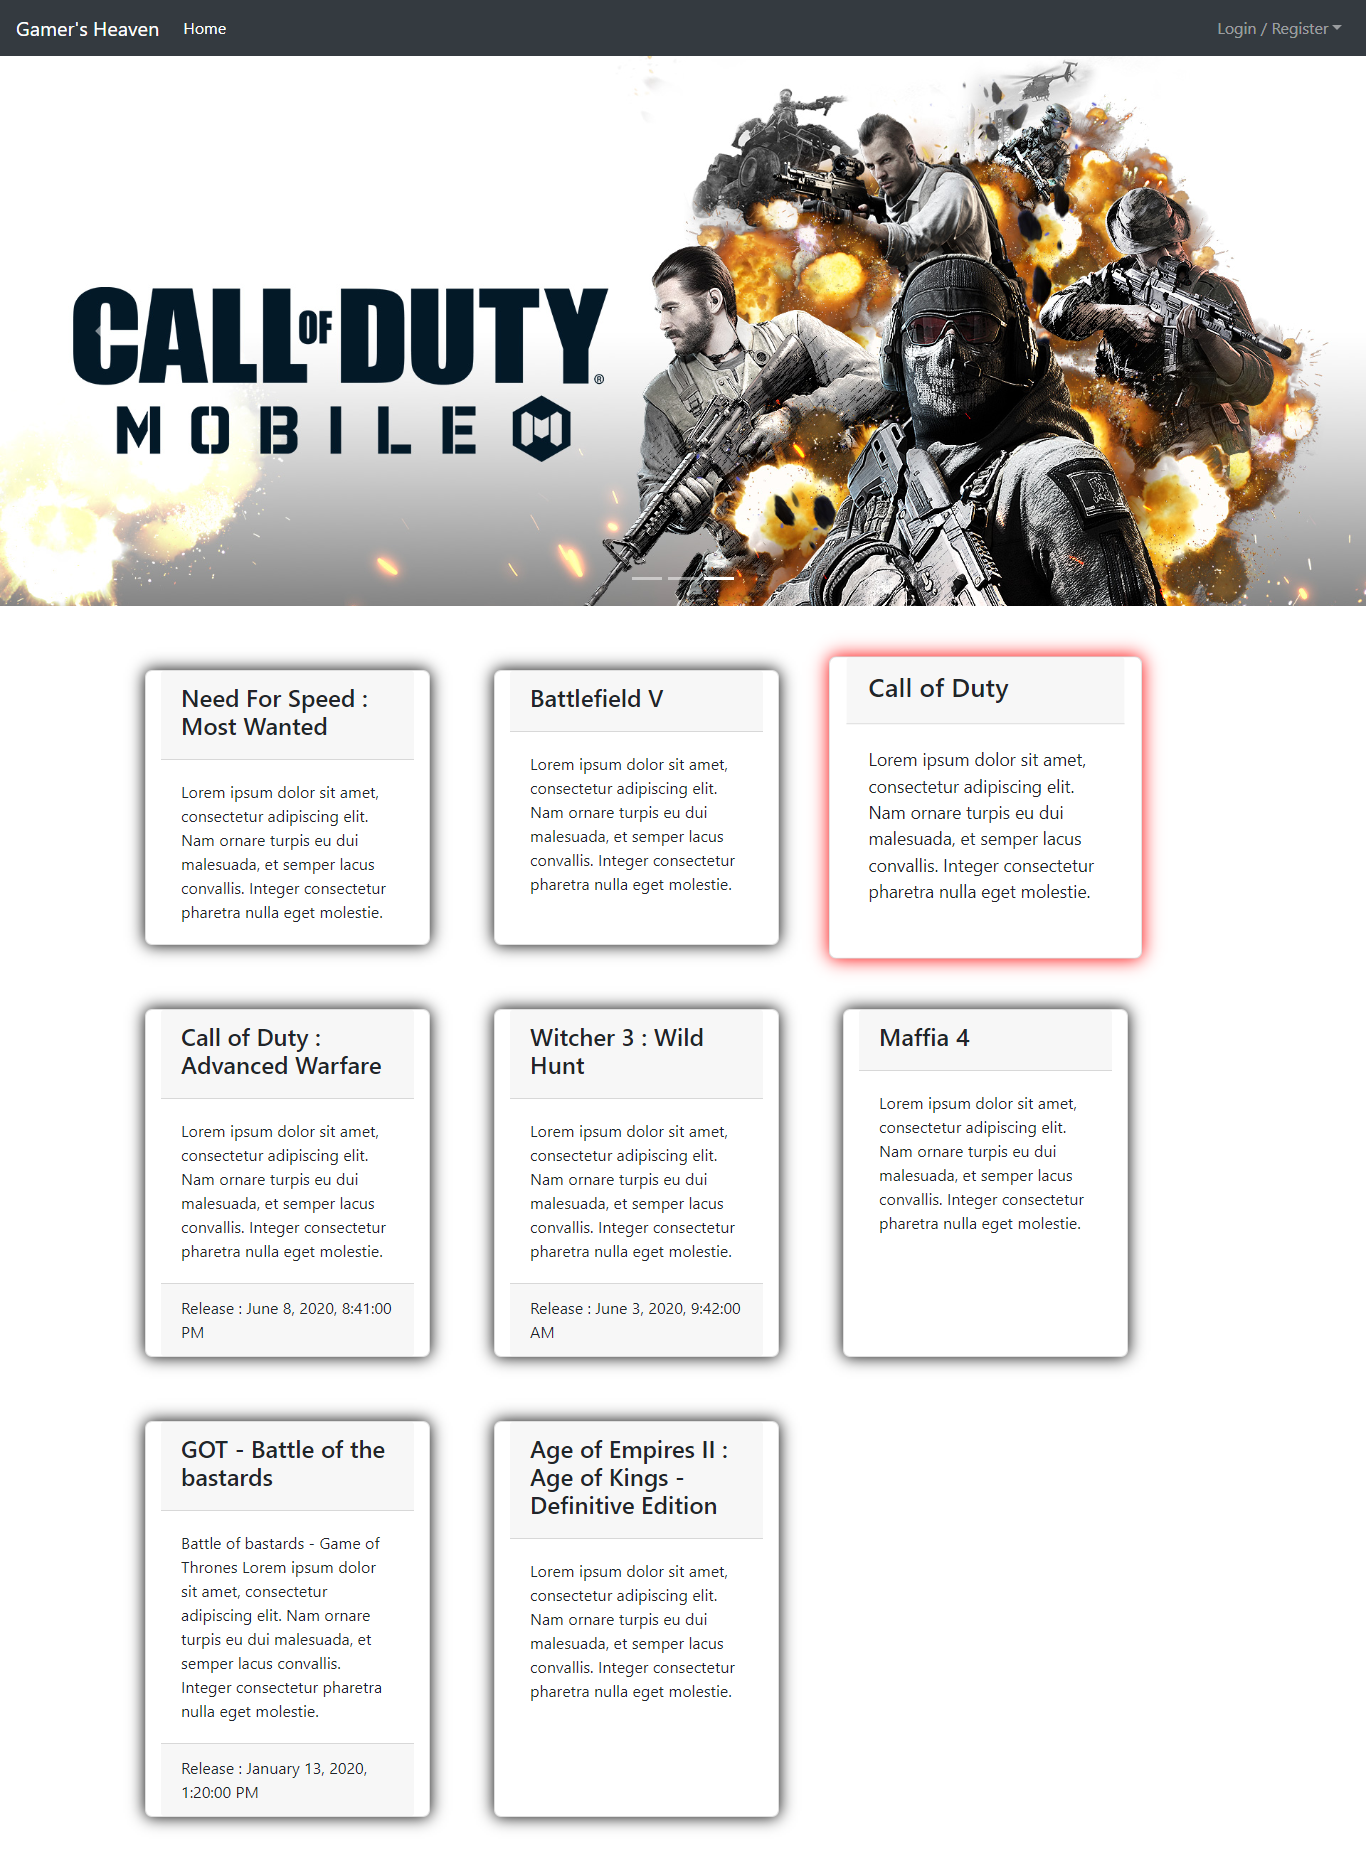 Gamer's Heaven Home Login / Register
CALL OF DUTY®
MOBILE
Need For Speed :
Most Wanted
Lorem ipsum dolor sit amet,
consectetur adipiscing elit.
Nam ornare turpis eu dui
malesuada, et semper lacus
convallis. Integer consectetur
pharetra nulla eget molestie.
Battlefield V
Lorem ipsum dolor sit amet,
consectetur adipiscing elit.
Nam ornare turpis eu dui
malesuada, et semper lacus
convallis. Integer consectetur
pharetra nulla eget molestie.
Call of Duty
Lorem ipsum dolor sit amet,
consectetur adipiscing elit.
Nam ornare turpis eu dui
malesuada, et semper lacus
convallis. Integer consectetur
pharetra nulla eget molestie.
Call of Duty :
Advanced Warfare
Lorem ipsum dolor sit amet,
consectetur adipiscing elit.
Nam ornare turpis eu dui
malesuada, et semper lacus
convallis. Integer consectetur
pharetra nulla eget molestie.
Release : June 8, 2020, 8:41:00
PM
Witcher 3 : Wild
Hunt
Lorem ipsum dolor sit amet,
consectetur adipiscing elit.
Nam ornare turpis eu dui
malesuada, et semper lacus
convallis. Integer consectetur
pharetra nulla eget molestie.
Release : June 3, 2020, 9:42:00
AM
Maffia 4
Lorem ipsum dolor sit amet,
consectetur adipiscing elit.
Nam ornare turpis eu dui
malesuada, et semper lacus
convallis. Integer consectetur
pharetra nulla eget molestie.
GOT - Battle of the
bastards
Battle of bastards - Game of
Thrones Lorem ipsum dolor
sit amet, consectetur
adipiscing elit. Nam ornare
turpis eu dui malesuada, et
semper lacus convallis.
Integer consectetur pharetra
nulla eget molestie.
Release : January 13, 2020,
1:20:00 PM
Age of Empires II :
Age of Kings -
Definitive Edition
Lorem ipsum dolor sit amet,
consectetur adipiscing elit.
Nam ornare turpis eu dui
malesuada, et semper lacus
convallis. Integer consectetur
pharetra nulla eget molestie.